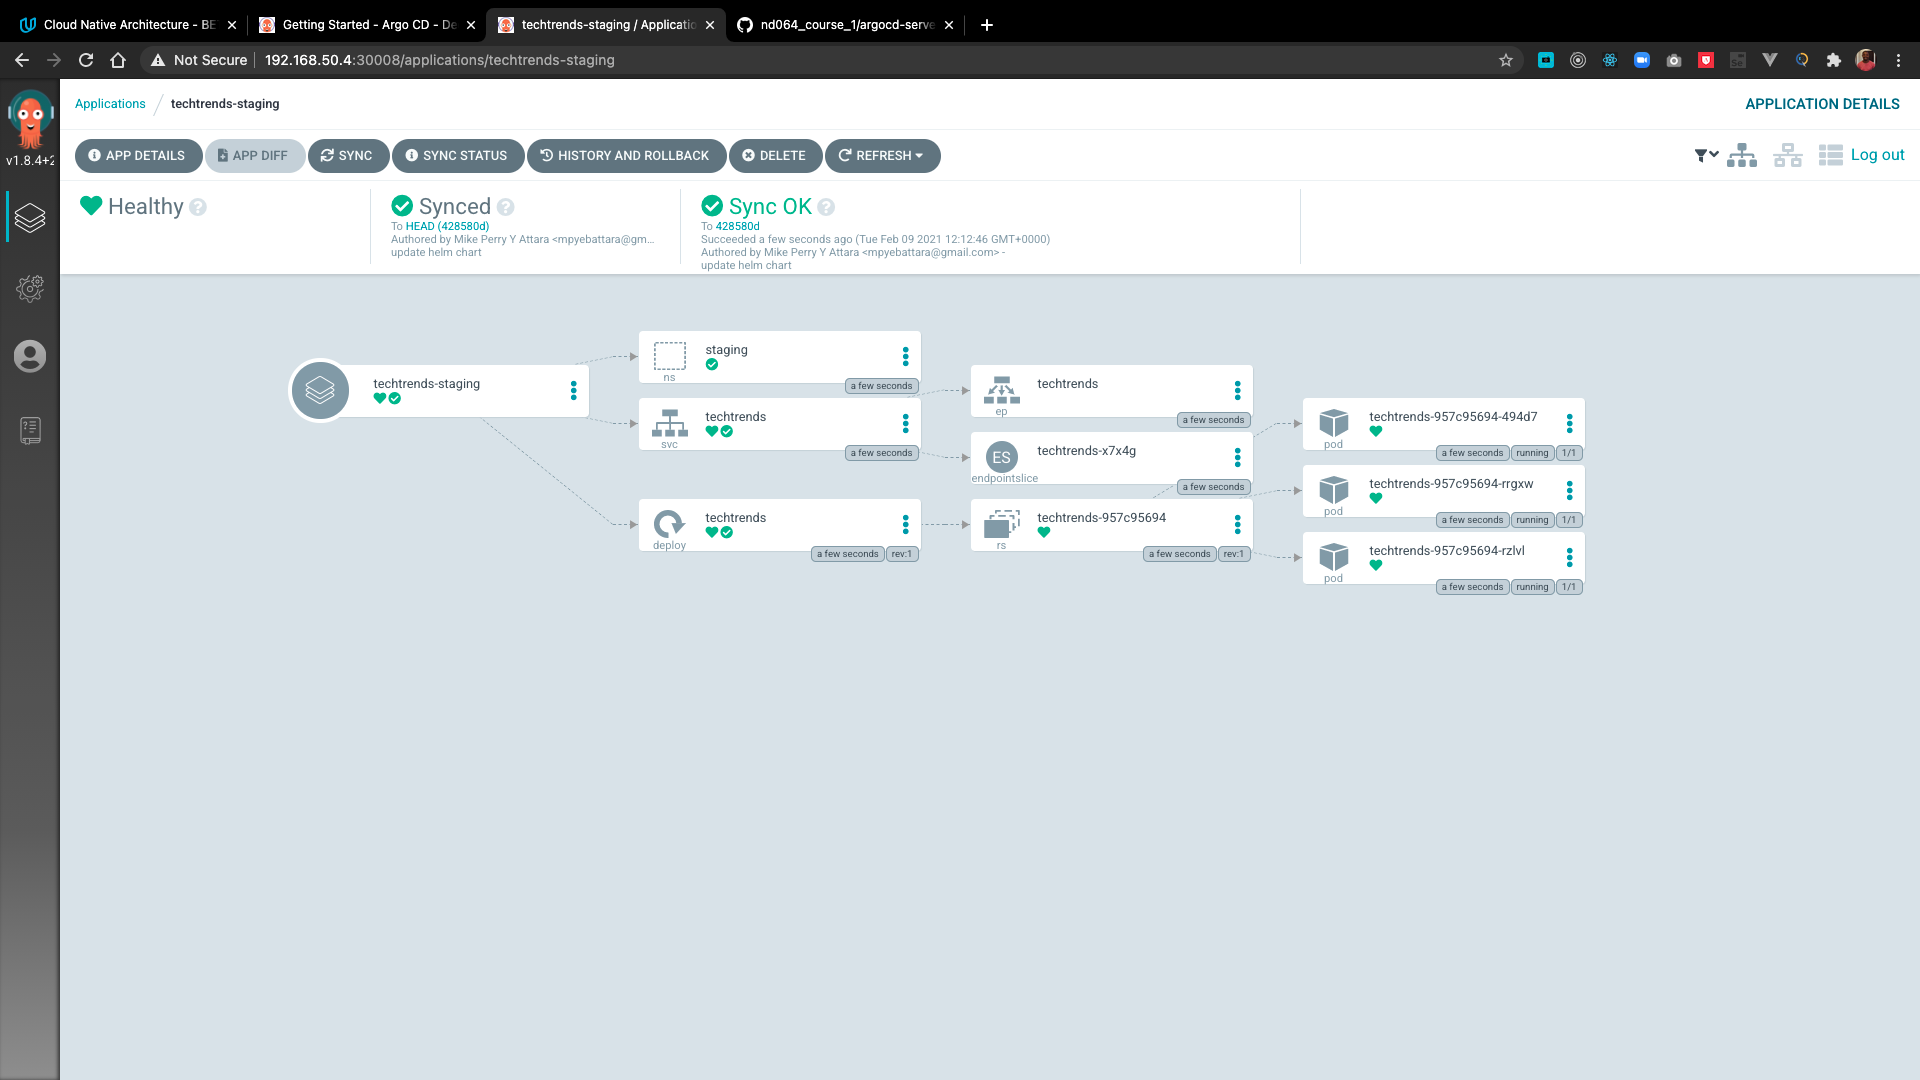 Cloud Native Architecture - BE
Getting Started - Argo CD - De
techtrends-staging / Applicatio
nd064_course_1/argocd-serve
Not Secure
192.168.50.4:30008/applications/techtrends-staging
v1.8.4+2
Applications / techtrends-staging
APPLICATION DETAILS
APP DETAILS
APP DIFF
SYNC
SYNC STATUS
HISTORY AND ROLLBACK
DELETE
REFRESH
Log out
Healthy
Synced
To HEAD (428580d)
Authored by Mike Perry Y Attara <mpyebattara@gm...
update helm chart
Sync OK
To 428580d
Succeeded a few seconds ago (Tue Feb 09 2021 12:12:46 GMT+0000)
Authored by Mike Perry Y Attara <mpyebattara@gmail.com> -
update helm chart
techtrends-staging
staging
ns
a few seconds
techtrends
svc
a few seconds
techtrends
deploy
a few seconds
rev:1
techtrends
ep
a few seconds
ES
techtrends-x7x4g
endpointslice
a few seconds
techtrends-957c95694
rs
a few seconds
rev:1
techtrends-957c95694-494d7
pod
a few seconds
running
1/1
techtrends-957c95694-rrgxw
pod
a few seconds
running
1/1
techtrends-957c95694-rzlvl
pod
a few seconds
running
1/1